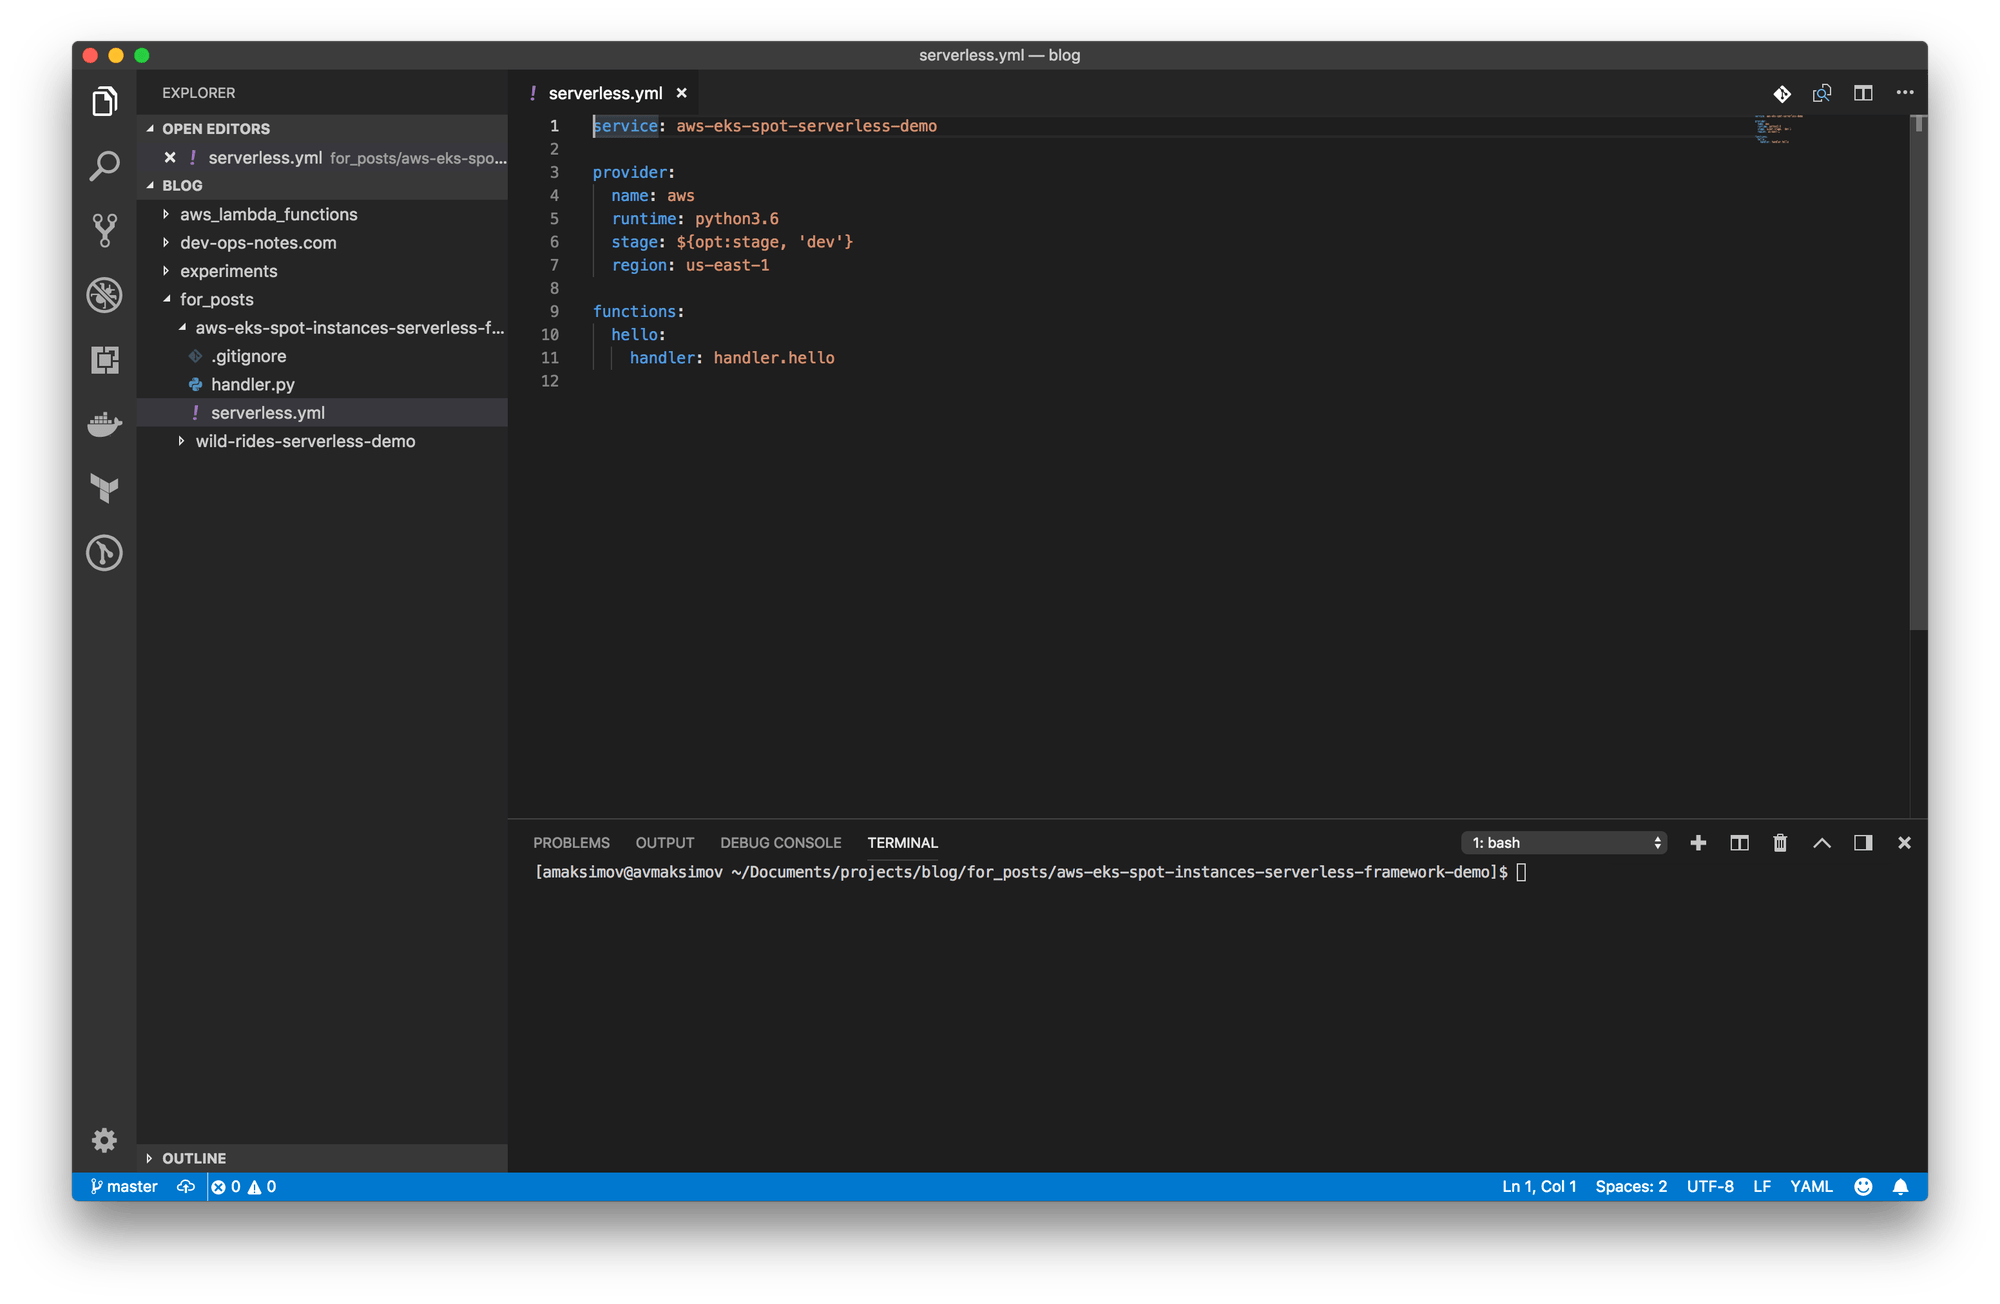 serverless.yml — blog
EXPLORER
OPEN EDITORS
serverless.yml for_posts/aws-eks-spo...
BLOG
aws_lambda_functions
dev-ops-notes.com
experiments
for_posts
aws-eks-spot-instances-serverless-f...
.gitignore
handler.py
serverless.yml
wild-rides-serverless-demo
OUTLINE
serverless.yml
1 service: aws-eks-spot-serverless-demo
2
3 provider:
4 name: aws
5 runtime: python3.6
6 stage: ${opt:stage, 'dev'}
7 region: us-east-1
8
9 functions:
10 hello:
11 handler: handler.hello
12
PROBLEMS OUTPUT DEBUG CONSOLE TERMINAL 1: bash
[amaksimov@avmaksimov ~/Documents/projects/blog/for_posts/aws-eks-spot-instances-serverless-framework-demo]$
master 0 0 Ln 1, Col 1 Spaces: 2 UTF-8 LF YAML